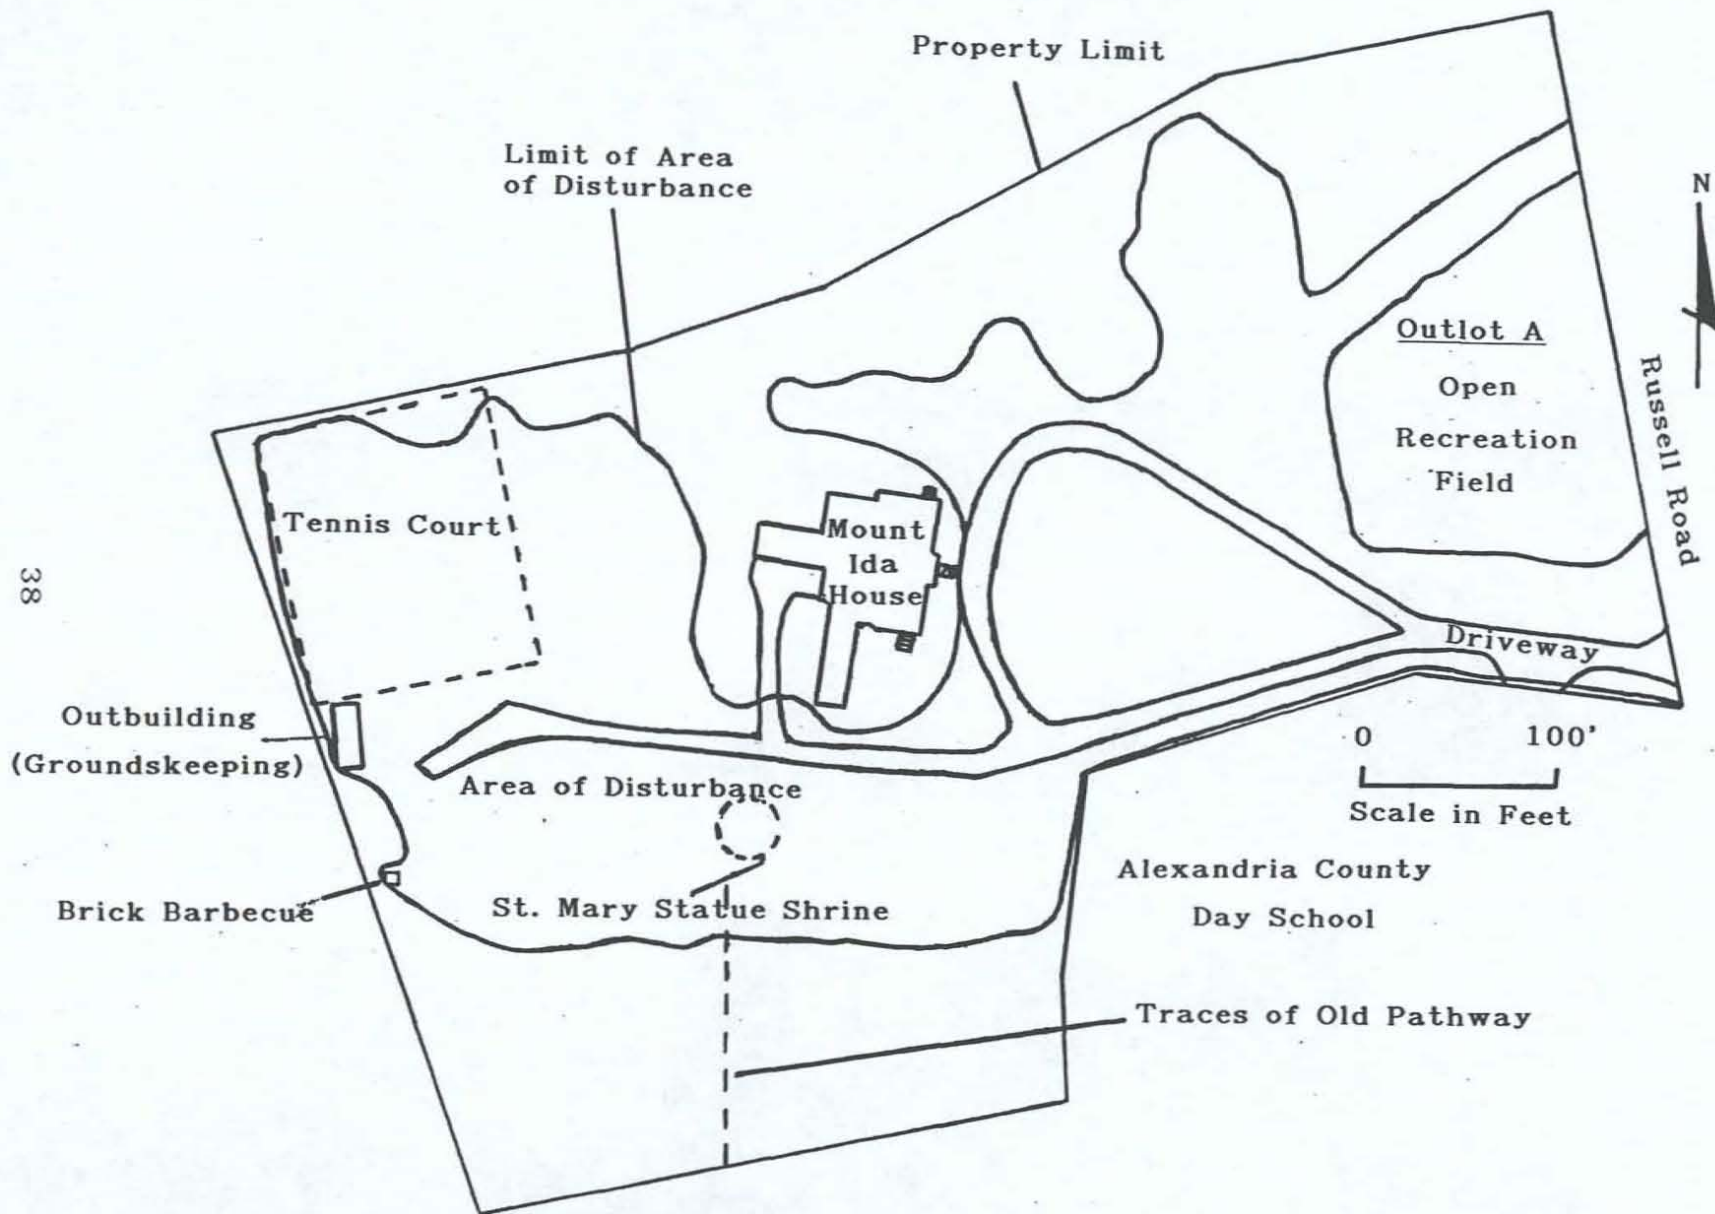 Property Limit
Limit of Area
of Disturbance
N
Outlot A
Open
Recreation
Field
Russell Road
Tennis Court
Mount
Ida
House
38
Driveway
Outbuilding
(Groundskeeping)
0 100'
Scale in Feet
Area of Disturbance
Alexandria County
Day School
Brick Barbecue
St. Mary Statue Shrine
Traces of Old Pathway